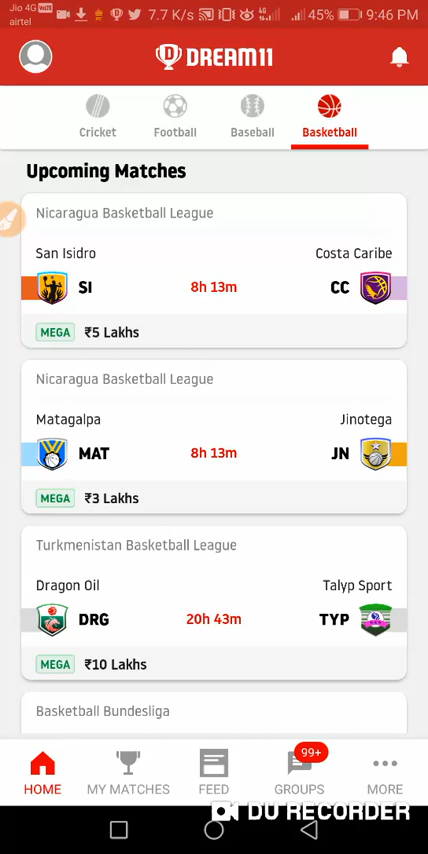 Jio 4G VoLTE
airtel
7.7 K/s
4G
45%
9:46 PM
DREAM11
Cricket
Football
Baseball
Basketball
Upcoming Matches
Nicaragua Basketball League
San Isidro
Costa Caribe
SI
8h 13m
CC
MEGA ₹5 Lakhs
Nicaragua Basketball League
Matagalpa
Jinotega
MAT
8h 13m
JN
MEGA ₹3 Lakhs
Turkmenistan Basketball League
Dragon Oil
Talyp Sport
DRG
20h 43m
TYP
MEGA ₹10 Lakhs
Basketball Bundesliga
99+
HOME
MY MATCHES
FEED
GROUPS
MORE
DU RECORDER